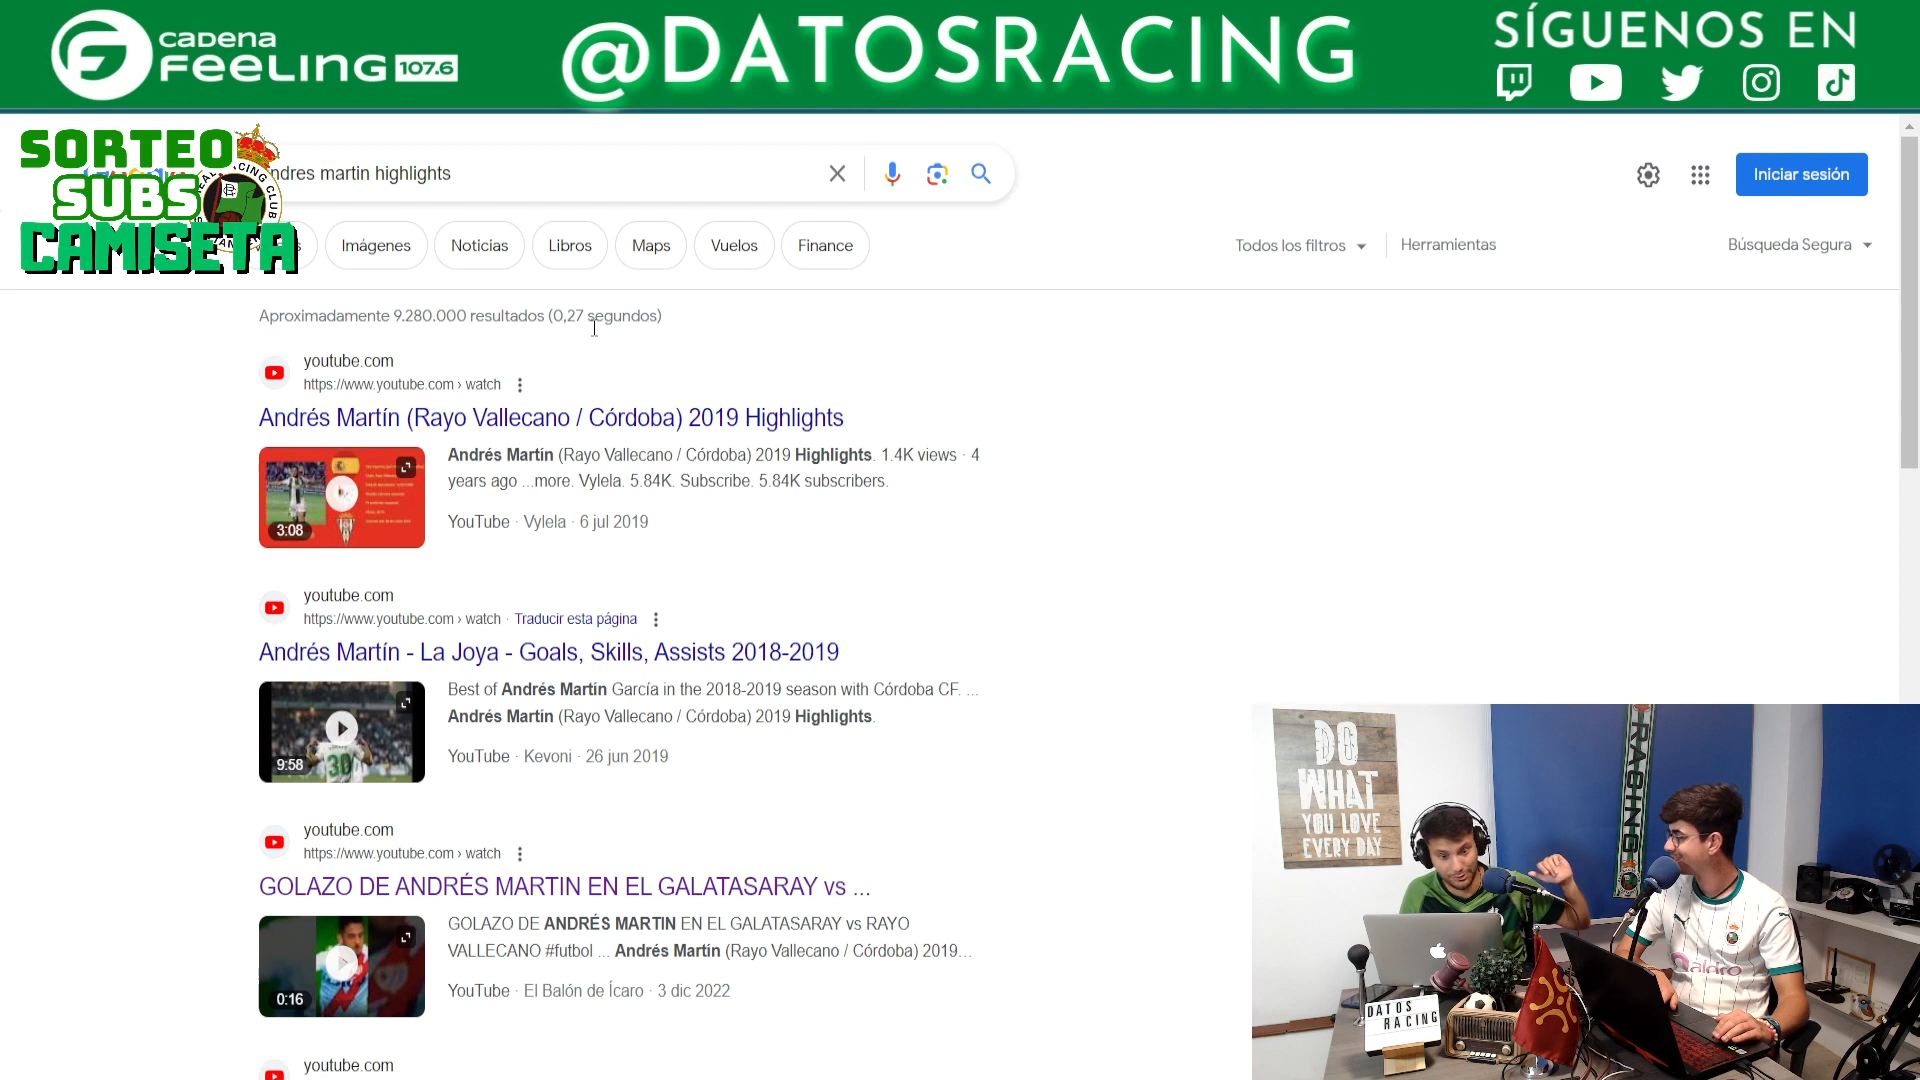 CADENA
FEELING 107.6
@DATOSRACING
SÍGUENOS EN
SORTEO
SUBS
CAMISETA
ndres martin highlights
Iniciar sesión
Imágenes
Noticias
Libros
Maps
Vuelos
Finance
Todos los filtros
Herramientas
Búsqueda Segura
Aproximadamente 9.280.000 resultados (0,27 segundos)
youtube.com
https://www.youtube.com › watch
Andrés Martín (Rayo Vallecano / Córdoba) 2019 Highlights
3:08
Andrés Martín (Rayo Vallecano / Córdoba) 2019 Highlights. 1.4K views · 4
years ago ...more. Vylela. 5.84K. Subscribe. 5.84K subscribers.
YouTube · Vylela · 6 jul 2019
youtube.com
https://www.youtube.com › watch · Traducir esta página
Andrés Martín - La Joya - Goals, Skills, Assists 2018-2019
30
9:58
Best of Andrés Martín García in the 2018-2019 season with Córdoba CF. ...
Andrés Martín (Rayo Vallecano / Córdoba) 2019 Highlights.
YouTube · Kevoni · 26 jun 2019
youtube.com
https://www.youtube.com › watch
GOLAZO DE ANDRÉS MARTIN EN EL GALATASARAY vs ...
0:16
GOLAZO DE ANDRÉS MARTIN EN EL GALATASARAY vs RAYO
VALLECANO #futbol ... Andrés Martín (Rayo Vallecano / Córdoba) 2019...
YouTube · El Balón de Ícaro · 3 dic 2022
youtube.com
DO
WHAT
YOU LOVE
EVERY DAY
RACING
aldro
DATOS
RACING